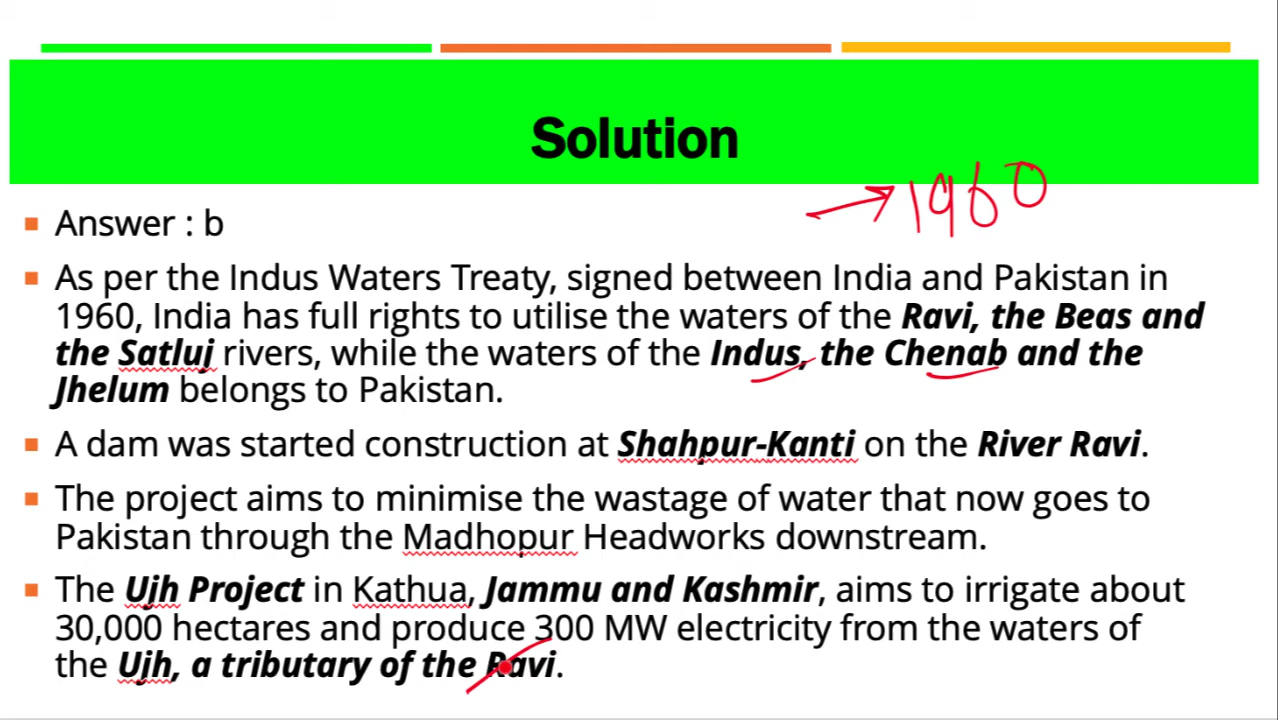 Solution
→ 1960
Answer : b
As per the Indus Waters Treaty, signed between India and Pakistan in
1960, India has full rights to utilise the waters of the Ravi, the Beas and
the Satluj rivers, while the waters of the Indus, the Chenab and the
Jhelum belongs to Pakistan.
A dam was started construction at Shahpur-Kanti on the River Ravi.
The project aims to minimise the wastage of water that now goes to
Pakistan through the Madhopur Headworks downstream.
The Ujh Project in Kathua, Jammu and Kashmir, aims to irrigate about
30,000 hectares and produce 300 MW electricity from the waters of
the Ujh, a tributary of the Ravi.